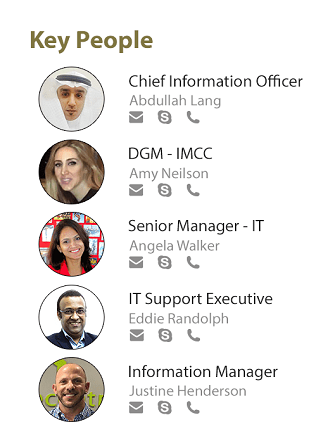 Key People
Chief Information Officer
Abdullah Lang
DGM - IMCC
Amy Neilson
Senior Manager - IT
Angela Walker
IT Support Executive
Eddie Randolph
Information Manager
Justine Henderson